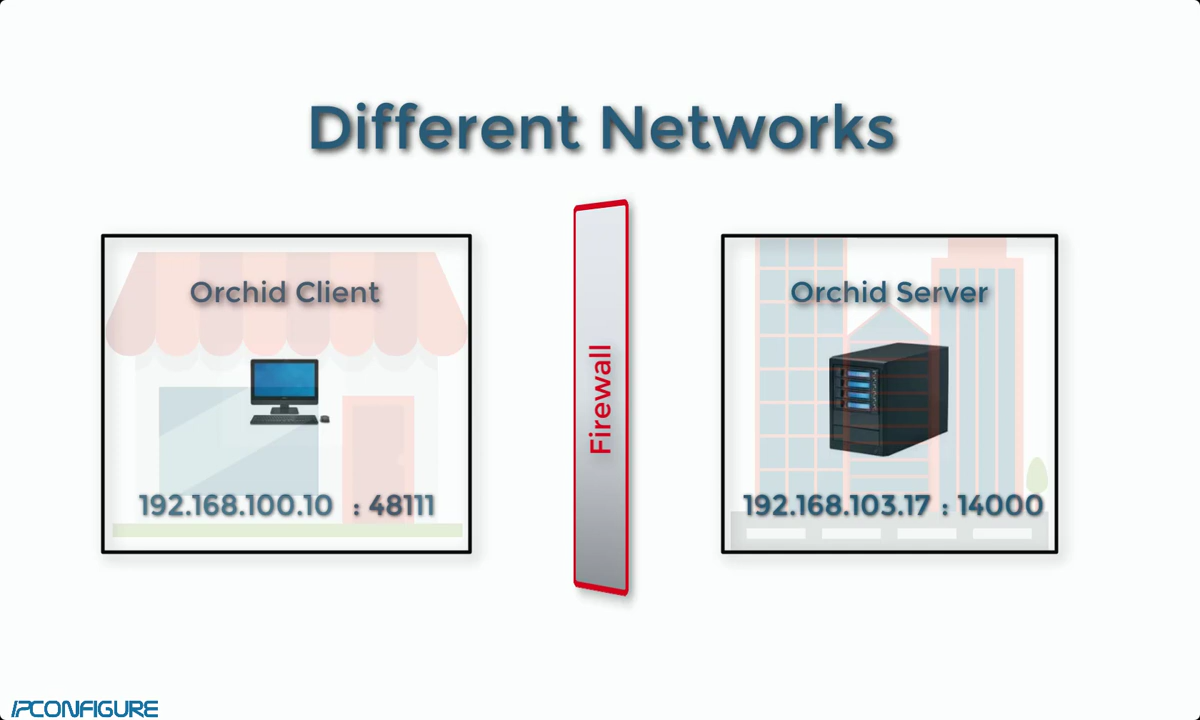 Different Networks
Orchid Client
Orchid Server
Firewall
192.168.100.10 : 48111
192.168.103.17 : 14000
IPCONFIGURE